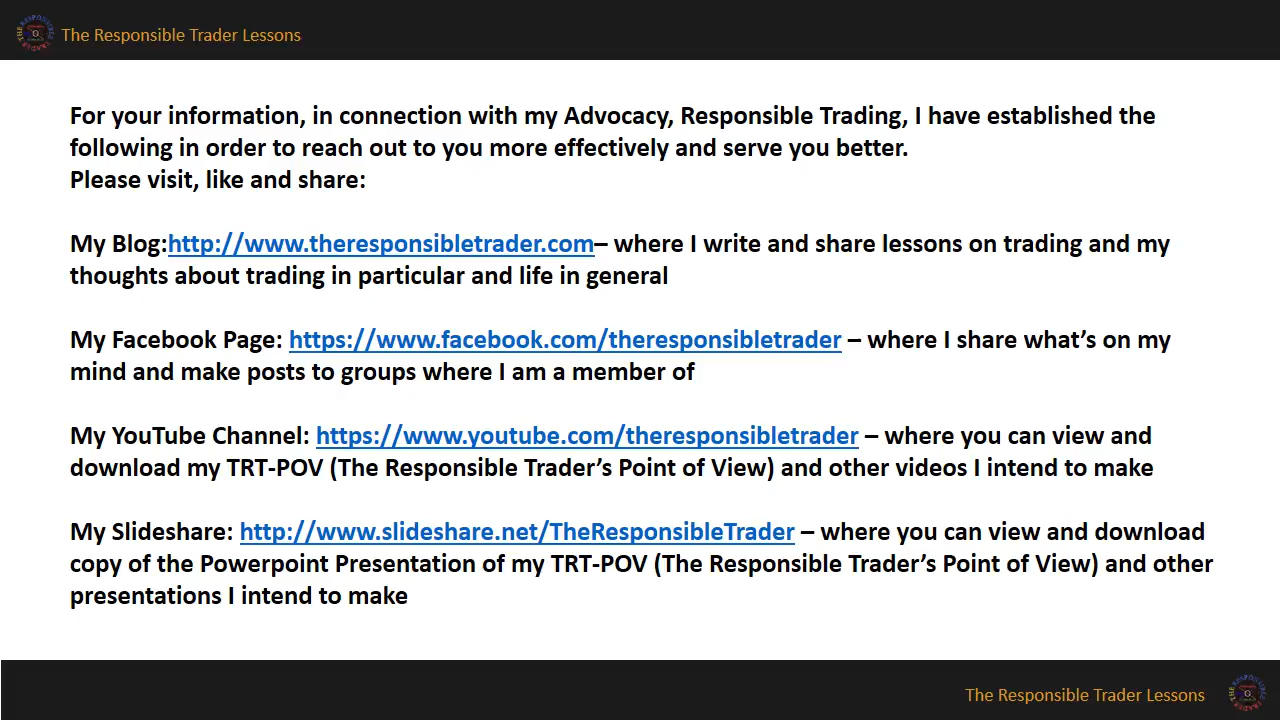 The Responsible Trader Lessons
For your information, in connection with my Advocacy, Responsible Trading, I have established the
following in order to reach out to you more effectively and serve you better.
Please visit, like and share:
My Blog:http://www.theresponsibletrader.com– where I write and share lessons on trading and my
thoughts about trading in particular and life in general
My Facebook Page: https://www.facebook.com/theresponsibletrader – where I share what’s on my
mind and make posts to groups where I am a member of
My YouTube Channel: https://www.youtube.com/theresponsibletrader – where you can view and
download my TRT-POV (The Responsible Trader’s Point of View) and other videos I intend to make
My Slideshare: http://www.slideshare.net/TheResponsibleTrader – where you can view and download
copy of the Powerpoint Presentation of my TRT-POV (The Responsible Trader’s Point of View) and other
presentations I intend to make
The Responsible Trader Lessons